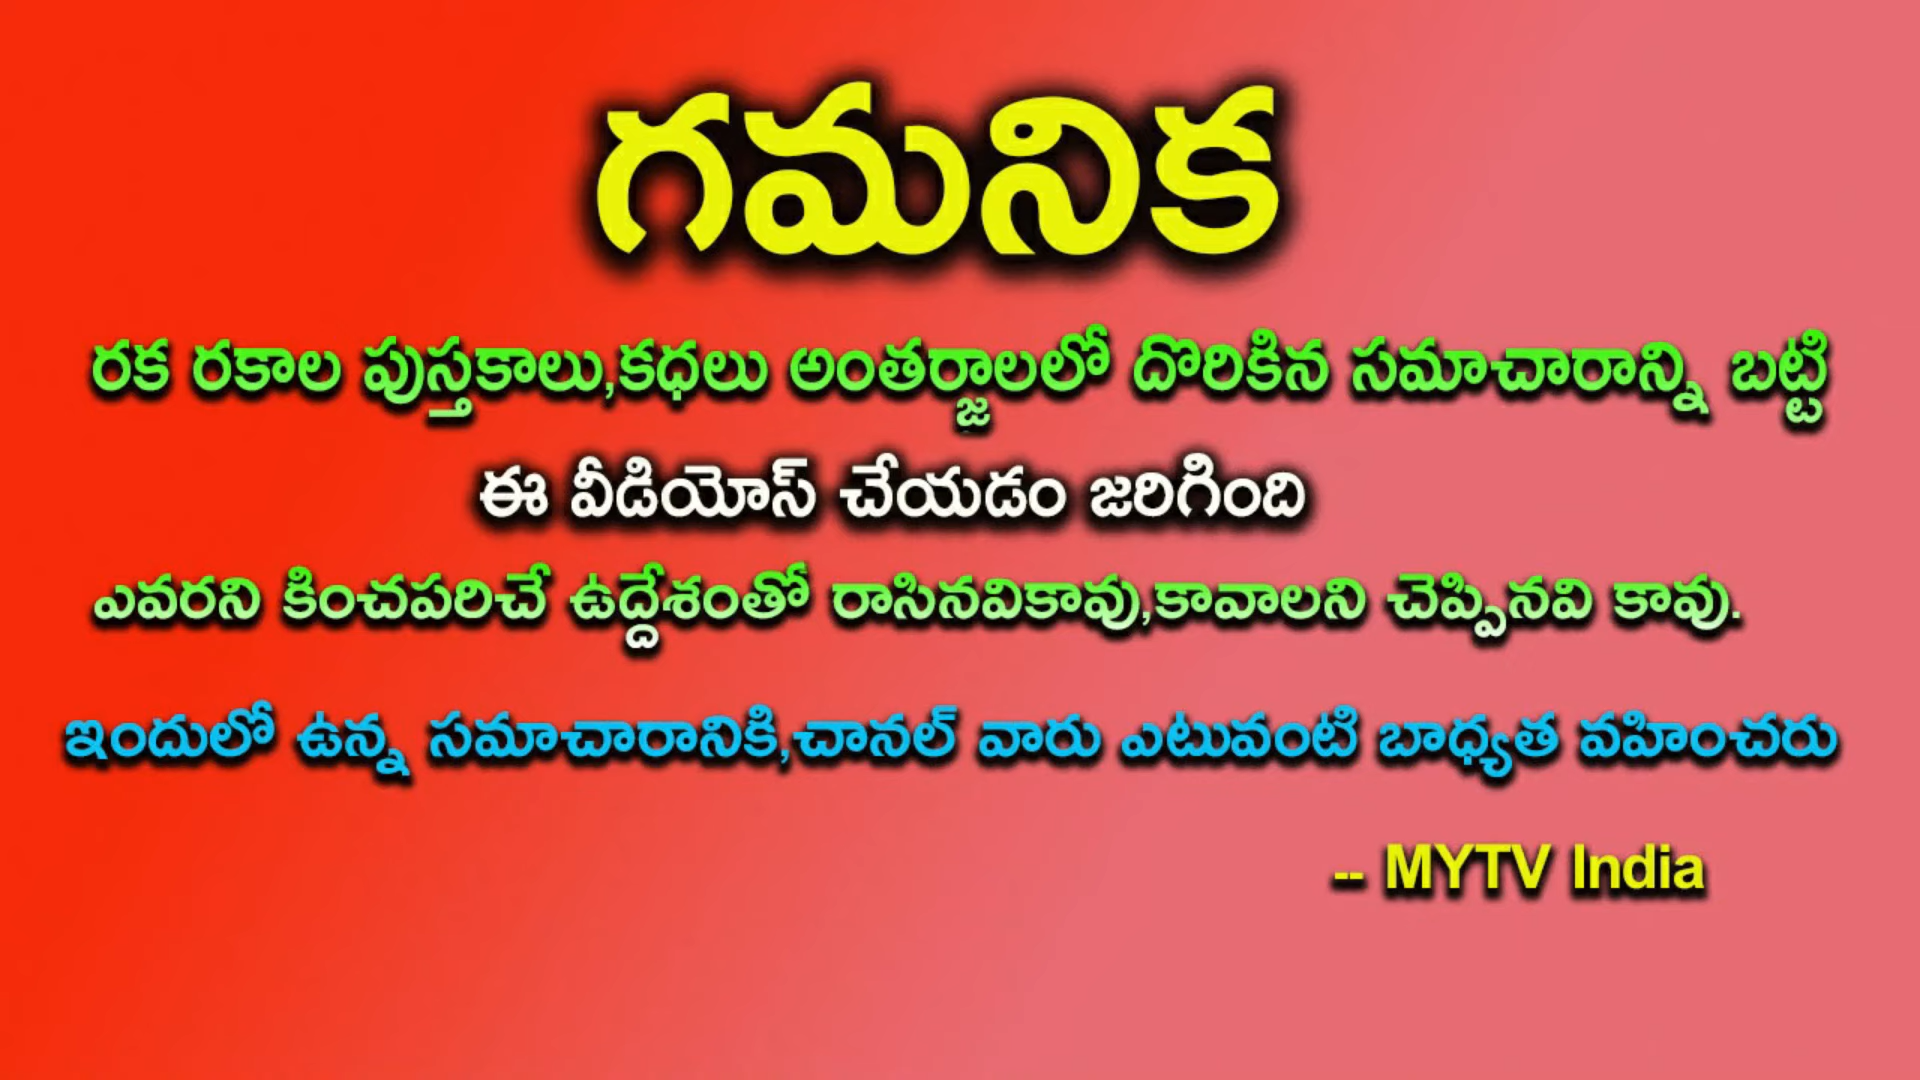 గమనిక
రక రకాల పుస్తకాలు,కధలు అంతర్జాలలో దొరికిన సమాచారాన్ని బట్టి
ఈ వీడియోస్ చేయడం జరిగింది
ఎవరని కించపరిచే ఉద్దేశంతో రాసినవికావు,కావాలని చెప్పినవి కావు.
ఇందులో ఉన్న సమాచారానికి,చానల్ వారు ఎటువంటి బాధ్యత వహించరు
-- MYTV India